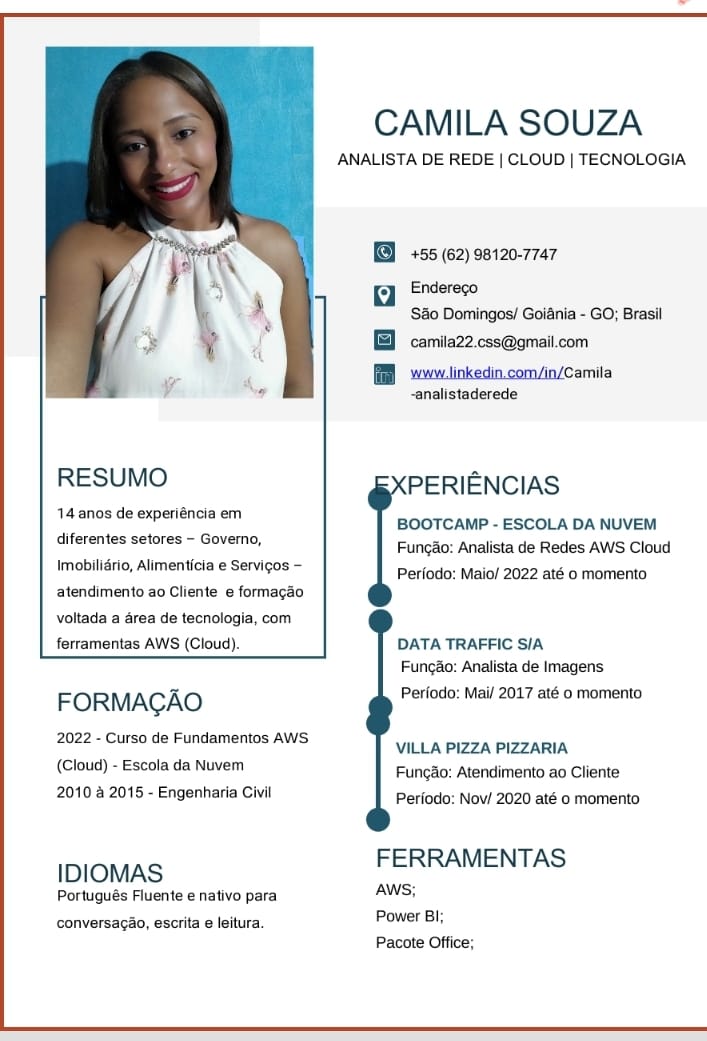 CAMILA SOUZA
ANALISTA DE REDE | CLOUD | TECNOLOGIA
+55 (62) 98120-7747
Endereço
São Domingos/ Goiânia - GO; Brasil
camila22.css@gmail.com
www.linkedin.com/in/Camila
-analistaderede
RESUMO
14 anos de experiência em
diferentes setores – Governo,
Imobiliário, Alimentícia e Serviços –
atendimento ao Cliente e formação
voltada a área de tecnologia, com
ferramentas AWS (Cloud).
FORMAÇÃO
2022 - Curso de Fundamentos AWS
(Cloud) - Escola da Nuvem
2010 à 2015 - Engenharia Civil
IDIOMAS
Português Fluente e nativo para
conversação, escrita e leitura.
EXPERIÊNCIAS
BOOTCAMP - ESCOLA DA NUVEM
Função: Analista de Redes AWS Cloud
Período: Maio/ 2022 até o momento
DATA TRAFFIC S/A
Função: Analista de Imagens
Período: Mai/ 2017 até o momento
VILLA PIZZA PIZZARIA
Função: Atendimento ao Cliente
Período: Nov/ 2020 até o momento
FERRAMENTAS
AWS;
Power BI;
Pacote Office;